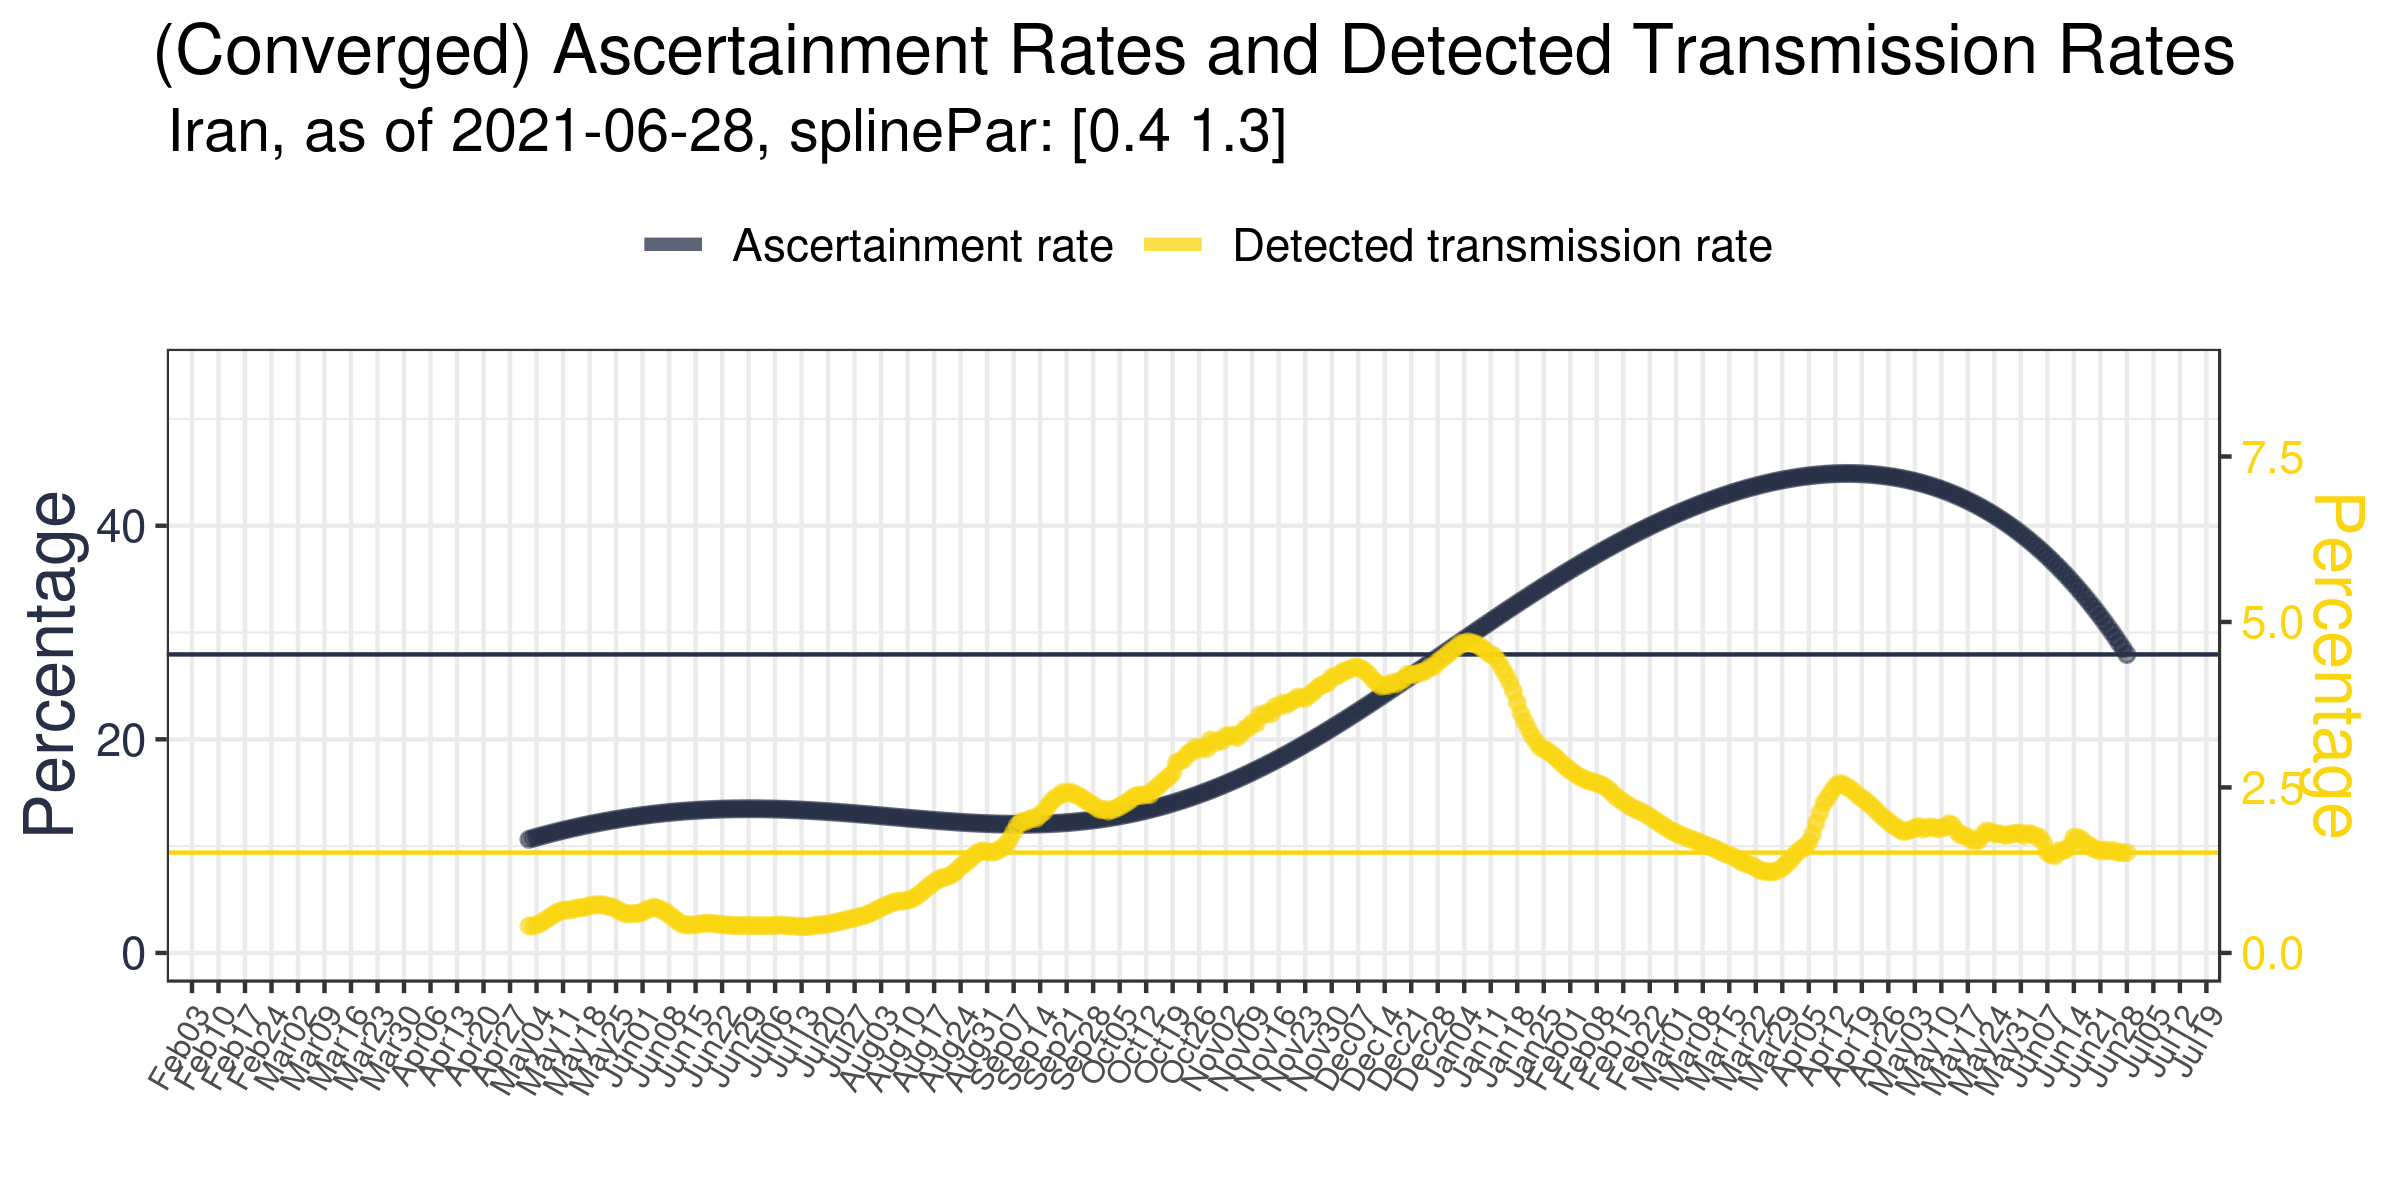 (Converged) Ascertainment Rates and Detected Transmission Rates
Iran, as of 2021-06-28, splinePar: [0.4 1.3]
Ascertainment rate
Detected transmission rate
Percentage
40
20
0
7.5
5.0
2.5
0.0
Percentage
Feb03
Feb10
Feb17
Feb24
Mar02
Mar09
Mar16
Mar23
Mar30
Apr06
Apr13
Apr20
Apr27
May04
May11
May18
May25
Jun01
Jun08
Jun15
Jun22
Jun29
Jul06
Jul13
Jul20
Jul27
Aug03
Aug10
Aug17
Aug24
Aug31
Sep07
Sep14
Sep21
Sep28
Oct05
Oct12
Oct19
Oct26
Nov02
Nov09
Nov16
Nov23
Nov30
Dec07
Dec14
Dec21
Dec28
Jan04
Jan11
Jan18
Jan25
Feb01
Feb08
Feb15
Feb22
Mar01
Mar08
Mar15
Mar22
Mar29
Apr05
Apr12
Apr19
Apr26
May03
May10
May17
May24
May31
Jun07
Jun14
Jun21
Jun28
Jul05
Jul12
Jul19